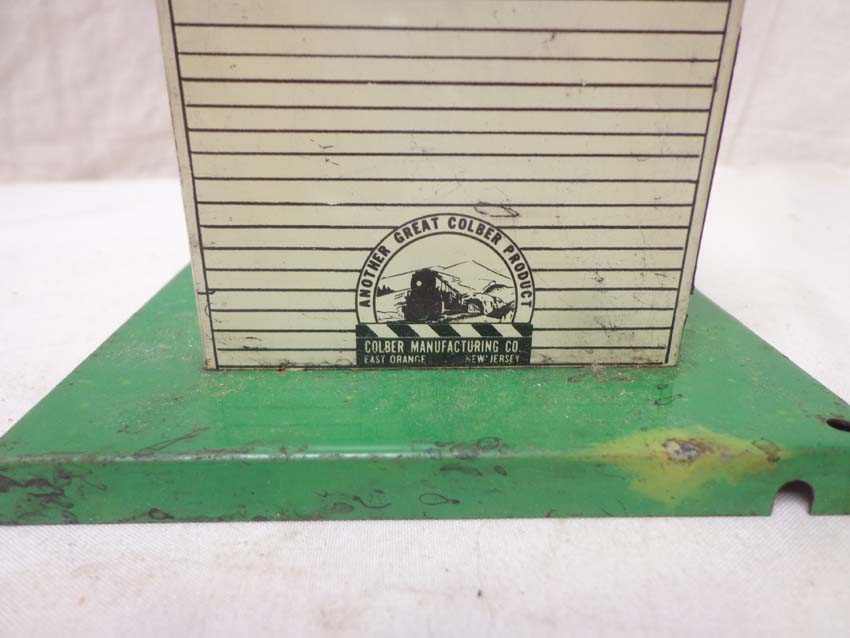 ANOTHER GREAT COLBER PRODUCT
COLBER MANUFACTURING CO
EAST ORANGE NEW JERSEY